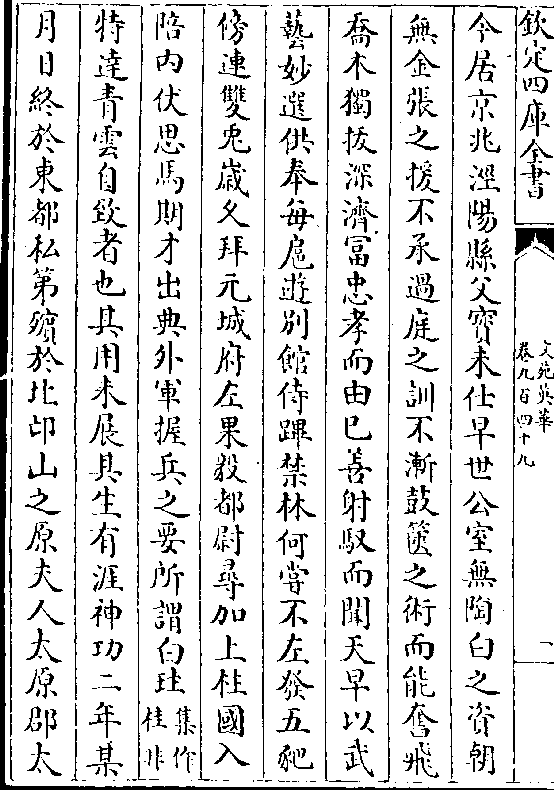 欽定四庫全書
文苑英華
卷九百四十九
一
今居京兆涇陽縣父寶未仕早世公室無陶白之資朝
無金張之援不承過庭之訓不漸鼓篋之術而能奮飛
喬木獨拔深濟冨忠孝而由已善射馭而聞天早以武
藝妙選供奉每扈遊別館侍蹕禁林何嘗不左發五豝
傍連雙兎嵗久拜元城府左果毅都尉尋加上柱國入
陪内仗思馬期才出典外軍握兵之要所謂白珪集作桂非
特達青雲自致者也其用未展其生有涯神功二年某
月日終於東都私第殯於北邙山之原夫人太原郡太